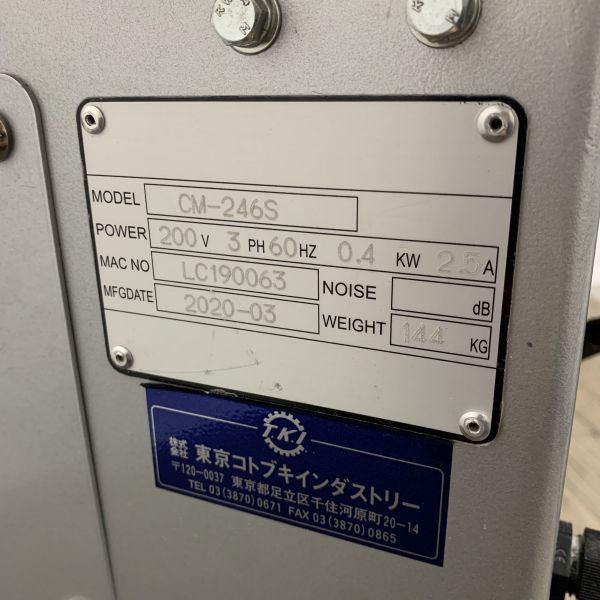 MODEL CM-246S
POWER 200 V 3 PH 60 HZ 0.4 KW 2.5 A
MAC NO LC190063 NOISE dB
MFGDATE 2020-03 WEIGHT 144 KG
TKI
株式会社 東京コトブキインダストリー
〒120-0037 東京都足立区千住河原町20-14
TEL 03(3870)0671 FAX 03(3870)0865